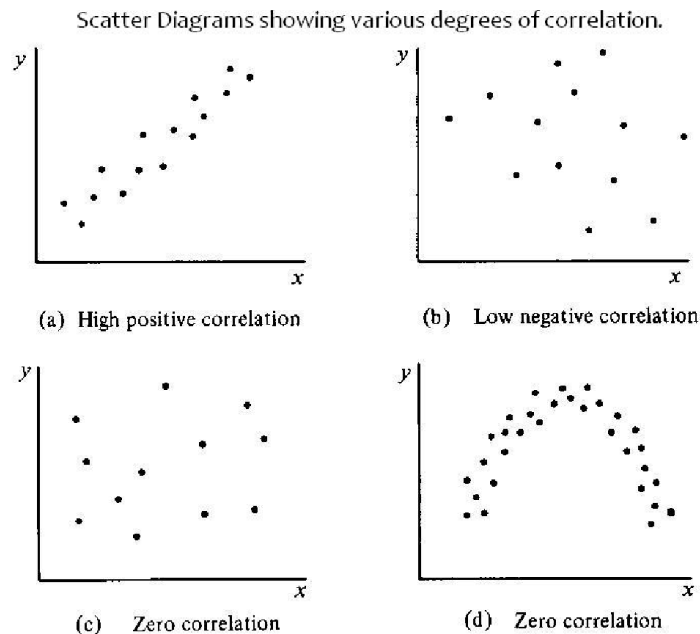 Scatter Diagrams showing various degrees of correlation.
y
x
(a) High positive correlation
y
x
(b) Low negative correlation
y
x
(c) Zero correlation
y
x
(d) Zero correlation